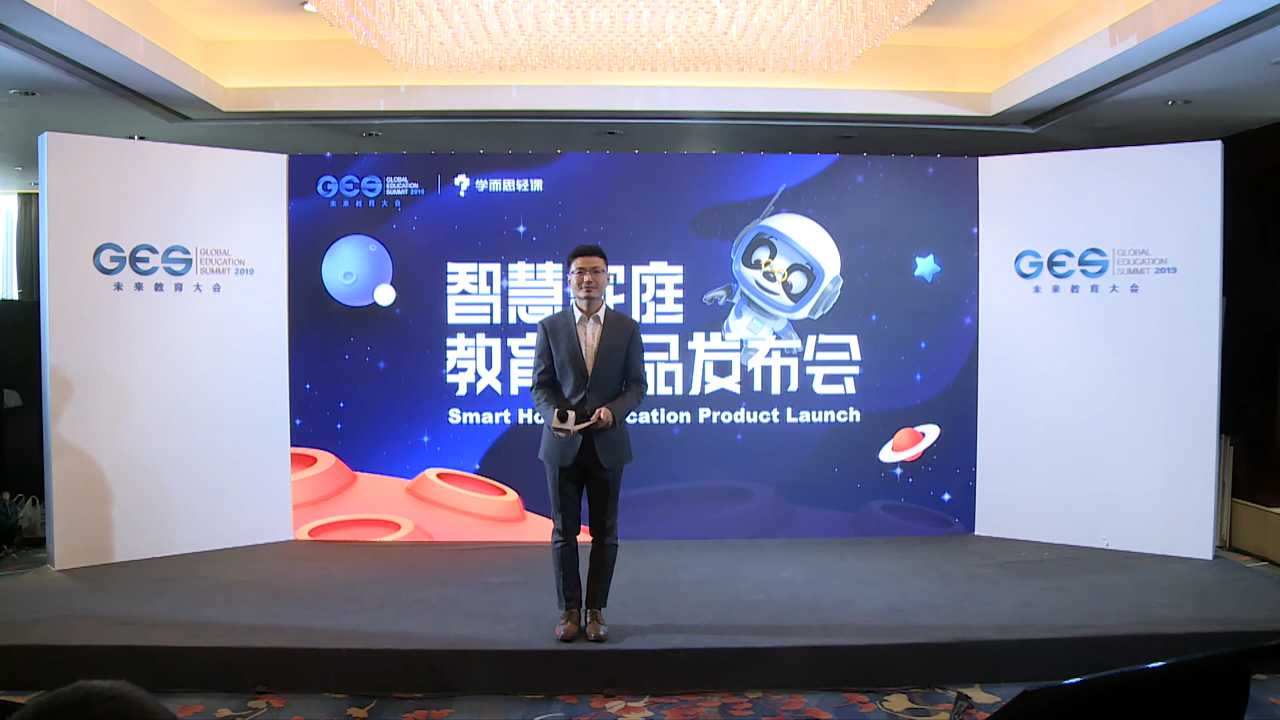 GES GLOBAL EDUCATION SUMMIT 2019
未来教育大会
学而思轻课
智慧 庭
教育 品发布会
Smart Ho cation Product Launch
GES
GLOBAL
EDUCATION
SUMMIT 2019
未来教育大会
GES
GLOBAL
EDUCATION
SUMMIT 2019
未来教育大会